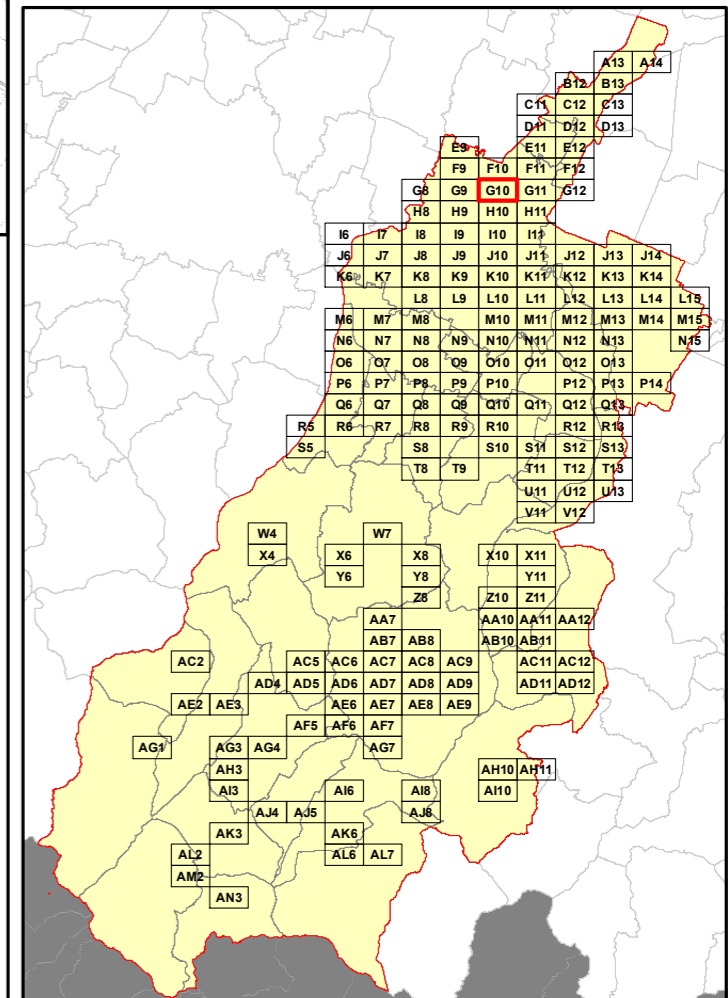 A13 A14
B12 B13
C11 C12 C13
D11 D12 D13
E9 E11 E12
F9 F10 F11 F12
G8 G9 G10 G11 G12
H8 H9 H10 H11
I6 I7 I8 I9 I10 I11
J6 J7 J8 J9 J10 J11 J12 J13 J14
K6 K7 K8 K9 K10 K11 K12 K13 K14
L8 L9 L10 L11 L12 L13 L14 L15
M6 M7 M8 M10 M11 M12 M13 M14 M15
N6 N7 N8 N9 N10 N11 N12 N13 N15
O6 O7 O8 O9 O10 O11 O12 O13
P6 P7 P8 P9 P10 P12 P13 P14
Q6 Q7 Q8 Q9 Q10 Q11 Q12 Q13
R5 R6 R7 R8 R9 R10 R12 R13
S5 S8 S10 S11 S12 S13
T8 T9 T11 T12 T13
U11 U12 U13
V11 V12
W4 W7
X4 X6 X8 X10 X11
Y6 Y8 Y11
Z8 Z10 Z11
AA7 AA10 AA11 AA12
AB7 AB8 AB10 AB11
AC2 AC5 AC6 AC7 AC8 AC9 AC11 AC12
AD4 AD5 AD6 AD7 AD8 AD9 AD11 AD12
AE2 AE3 AE6 AE7 AE8 AE9
AF5 AF6 AF7
AG1 AG3 AG4 AG7
AH3 AH10 AH11
AI3 AI6 AI8 AI10
AJ4 AJ5 AJ8
AK3 AK6
AL2 AL6 AL7
AM2
AN3